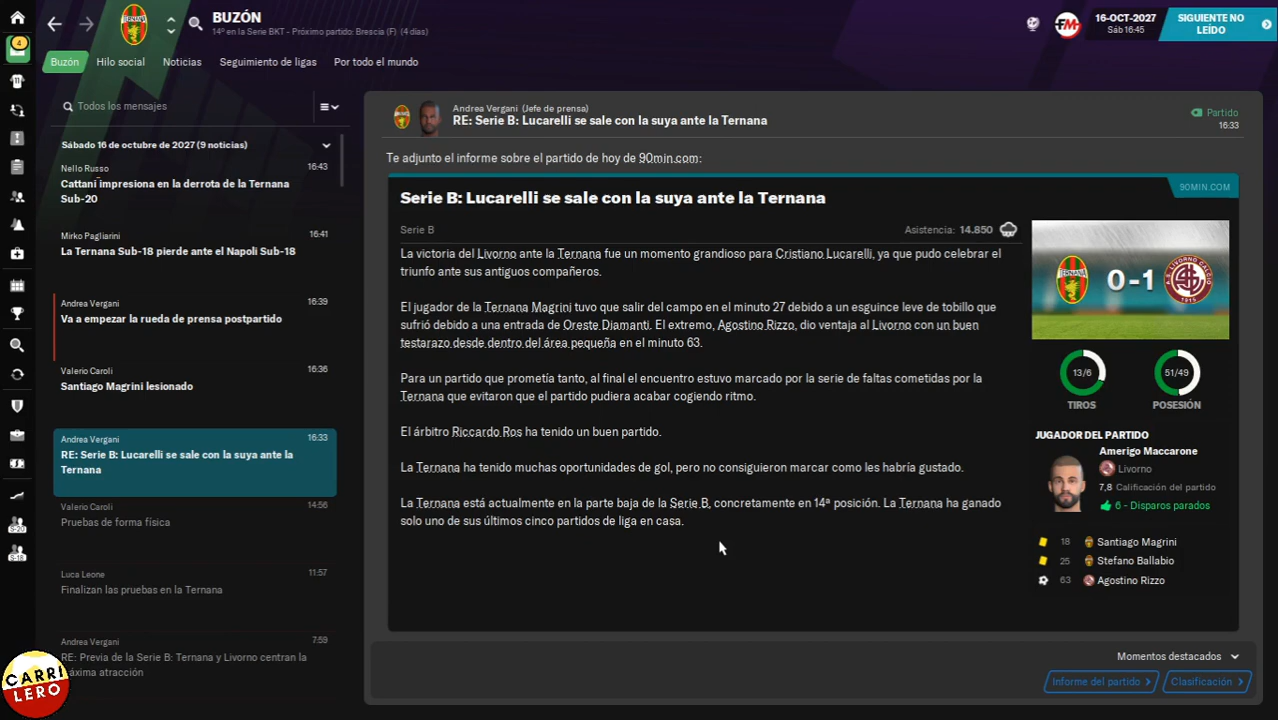 4
BUZÓN
14º en la Serie BKT - Próximo partido: Brescia (F) (4 días)
FM
16-OCT-2027
Sáb 16:45
SIGUIENTE NO
LEÍDO
Buzón
Hilo social
Noticias
Seguimiento de ligas
Por todo el mundo
Todos los mensajes
Sábado 16 de octubre de 2027 (9 noticias)
Nello Russo
16:43
Cattani impresiona en la derrota de la Ternana
Sub-20
Mirko Pagliarini
16:41
La Ternana Sub-18 pierde ante el Napoli Sub-18
Andrea Vergani
16:39
Va a empezar la rueda de prensa postpartido
Valerio Caroli
16:36
Santiago Magrini lesionado
Andrea Vergani
16:33
RE: Serie B: Lucarelli se sale con la suya ante la
Ternana
Valerio Caroli
14:56
Pruebas de forma física
Luca Leone
11:57
Finalizan las pruebas en la Ternana
Andrea Vergani
7:59
RE: Previa de la Serie B: Ternana y Livorno centran la
máxima atracción
CARRI
LERO
Andrea Vergani (Jefe de prensa)
RE: Serie B: Lucarelli se sale con la suya ante la Ternana
Partido
16:33
Te adjunto el informe sobre el partido de hoy de 90min.com:
90MIN.COM
Serie B: Lucarelli se sale con la suya ante la Ternana
Serie B
Asistencia: 14.850
La victoria del Livorno ante la Ternana fue un momento grandioso para Cristiano Lucarelli, ya que pudo celebrar el
triunfo ante sus antiguos compañeros.
El jugador de la Ternana Magrini tuvo que salir del campo en el minuto 27 debido a un esguince leve de tobillo que
sufrió debido a una entrada de Oreste Diamanti. El extremo, Agostino Rizzo, dio ventaja al Livorno con un buen
testarazo desde dentro del área pequeña en el minuto 63.
Para un partido que prometía tanto, al final el encuentro estuvo marcado por la serie de faltas cometidas por la
Ternana que evitaron que el partido pudiera acabar cogiendo ritmo.
El árbitro Riccardo Ros ha tenido un buen partido.
La Ternana ha tenido muchas oportunidades de gol, pero no consiguieron marcar como les habría gustado.
La Ternana está actualmente en la parte baja de la Serie B, concretamente en 14ª posición. La Ternana ha ganado
solo uno de sus últimos cinco partidos de liga en casa.
TERNANA
0-1
A.S. LIVORNO CALCIO
1915
13/6
TIROS
51/49
POSESIÓN
JUGADOR DEL PARTIDO
Amerigo Maccarone
Livorno
7,8 Calificación del partido
6 - Disparos parados
18 Santiago Magrini
25 Stefano Ballabio
63 Agostino Rizzo
Momentos destacados
Informe del partido
Clasificación
S-20
S-18